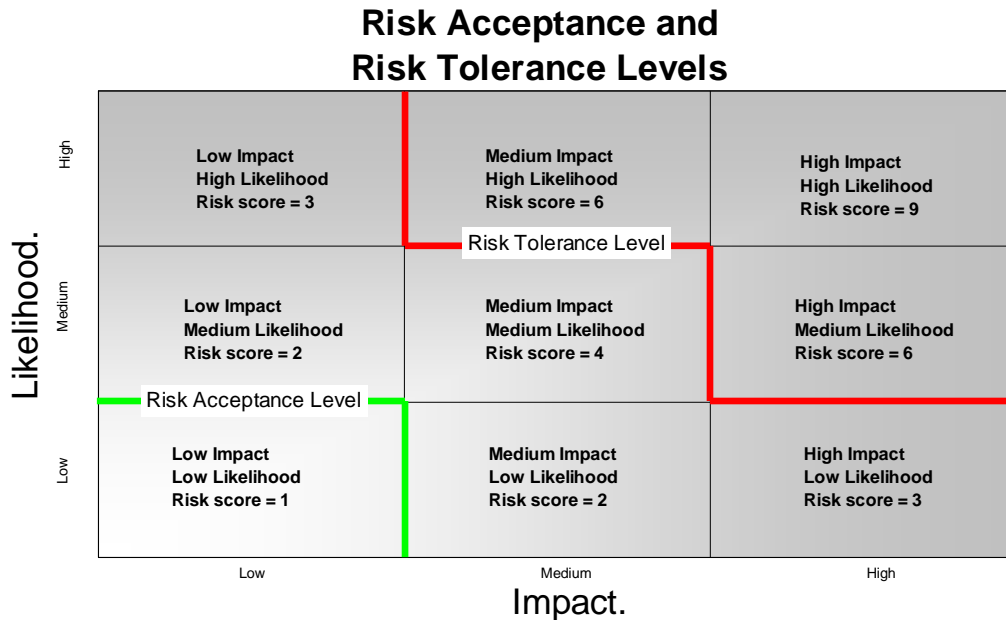 Risk Acceptance and
Risk Tolerance Levels
High
Low Impact
High Likelihood
Risk score = 3
Medium Impact
High Likelihood
Risk score = 6
High Impact
High Likelihood
Risk score = 9
Risk Tolerance Level
Likelihood.
Medium
Low Impact
Medium Likelihood
Risk score = 2
Medium Impact
Medium Likelihood
Risk score = 4
High Impact
Medium Likelihood
Risk score = 6
Risk Acceptance Level
Low
Low Impact
Low Likelihood
Risk score = 1
Medium Impact
Low Likelihood
Risk score = 2
High Impact
Low Likelihood
Risk score = 3
Low
Medium
High
Impact.